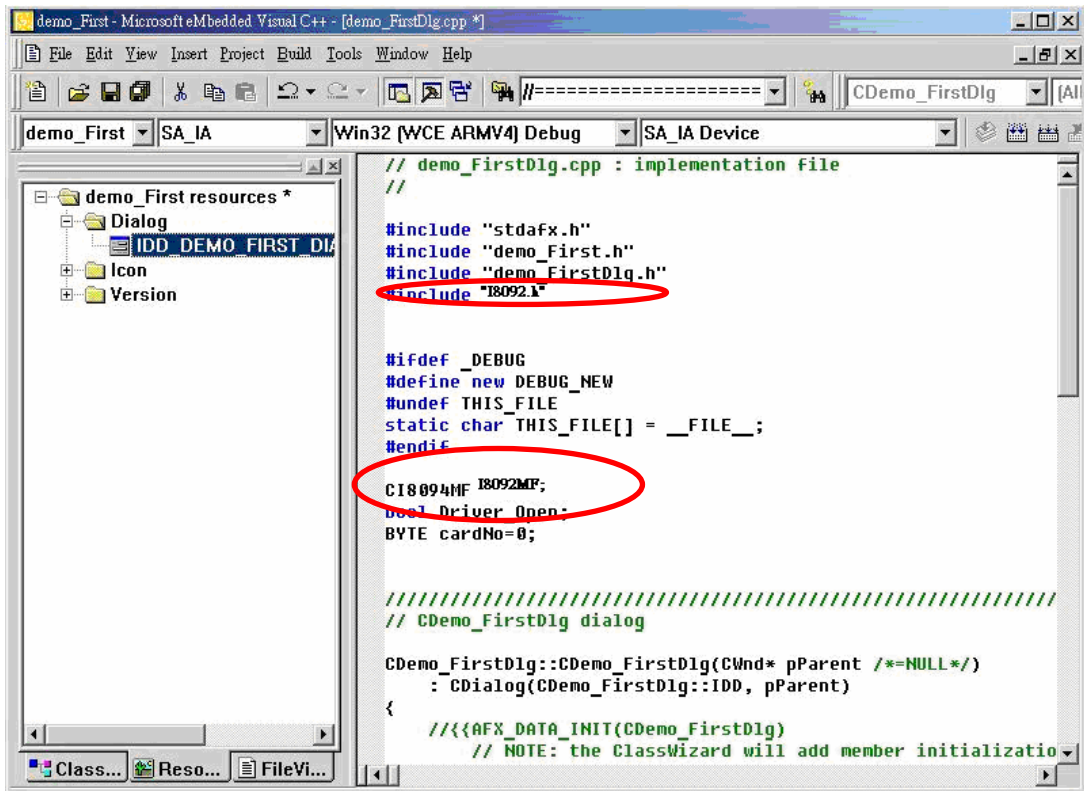 demo_First - Microsoft eMbedded Visual C++ - [demo_FirstDlg.cpp *]
File Edit View Insert Project Build Tools Window Help
//===================== CDemo_FirstDlg (All
demo_First SA_IA Win32 (WCE ARMV4) Debug SA_IA Device
demo_First resources *
Dialog
IDD_DEMO_FIRST_DIA
Icon
Version
// demo_FirstDlg.cpp : implementation file
//
#include "stdafx.h"
#include "demo_First.h"
#include "demo_FirstDlg.h"
#include "I8092.h"
#ifdef _DEBUG
#define new DEBUG_NEW
#undef THIS_FILE
static char THIS_FILE[] = __FILE__;
#endif
CI8094MF I8092MF;
bool Driver_Open;
BYTE cardNo=0;
//////////////////////////////////////////////////////////////
// CDemo_FirstDlg dialog
CDemo_FirstDlg::CDemo_FirstDlg(CWnd* pParent /*=NULL*/)
: CDialog(CDemo_FirstDlg::IDD, pParent)
{
//{{AFX_DATA_INIT(CDemo_FirstDlg)
// NOTE: the ClassWizard will add member initializatio
Class... Reso... FileVi...